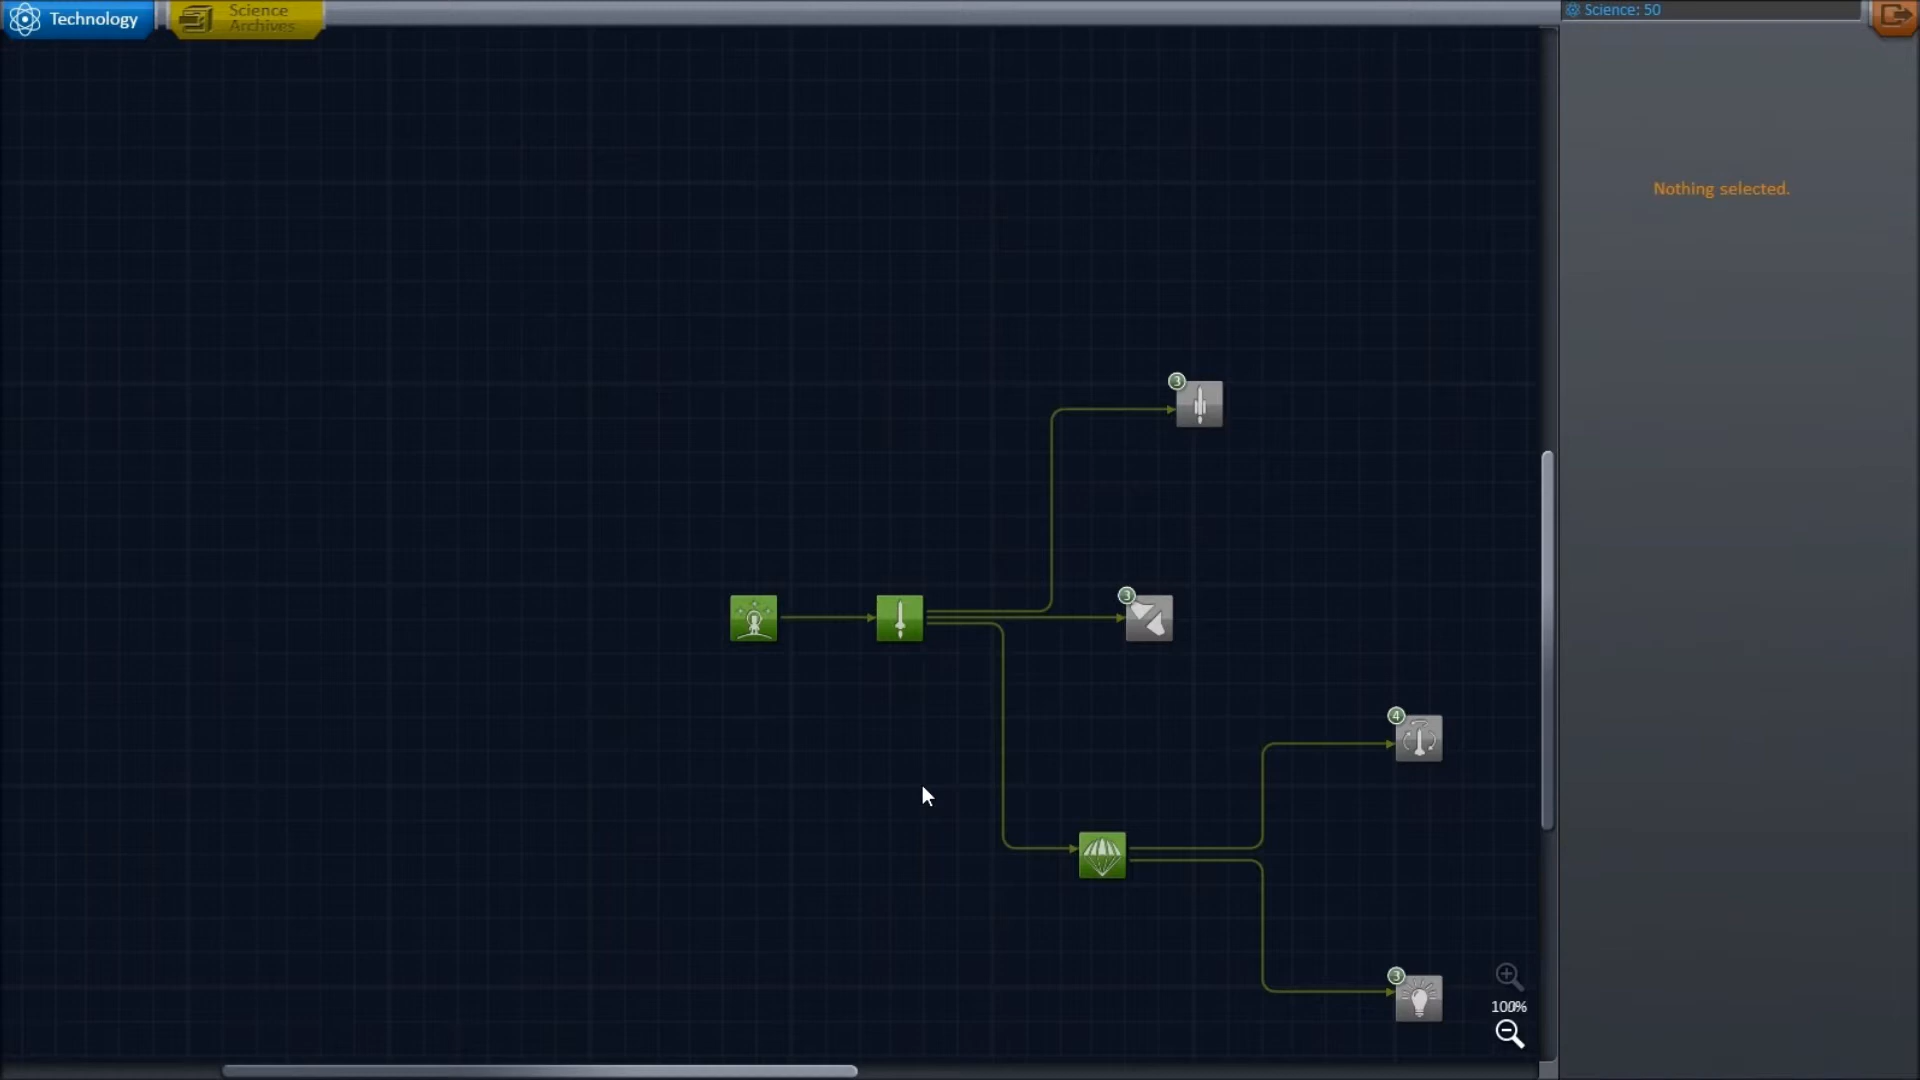 Technology
Science
Archives
Science: 50
Nothing selected.
3
3
4
3
100%